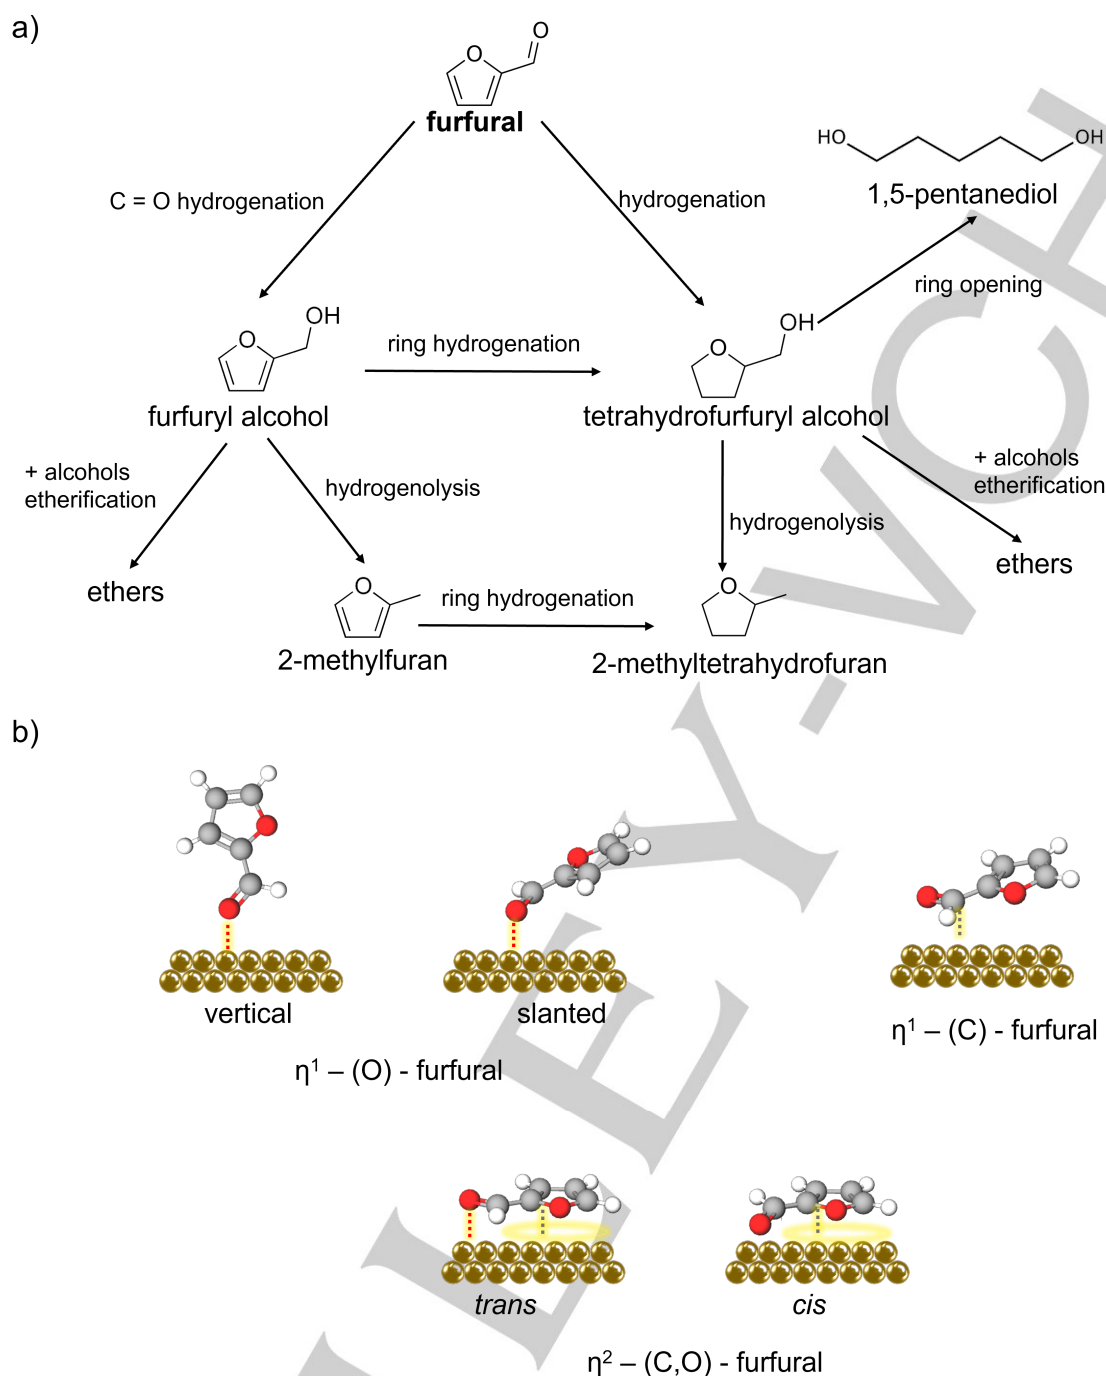 a)
O
O
furfural
HO
OH
1,5-pentanediol
C = O hydrogenation
hydrogenation
ring opening
OH
O
furfuryl alcohol
ring hydrogenation
OH
O
tetrahydrofurfuryl alcohol
+ alcohols
etherification
hydrogenolysis
hydrogenolysis
+ alcohols
etherification
ethers
ethers
O
2-methylfuran
ring hydrogenation
O
2-methyltetrahydrofuran
b)
vertical
slanted
η¹ – (O) - furfural
η¹ – (C) - furfural
trans
cis
η² – (C,O) - furfural
LEY-VCH